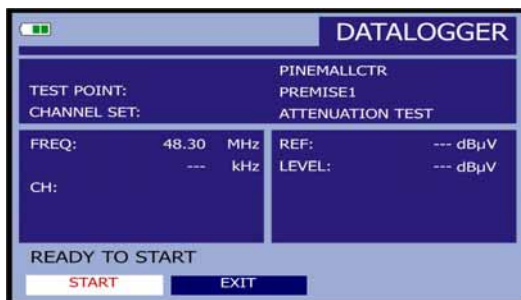 DATALOGGER
PINEMALLCTR
TEST POINT: PREMISE1
CHANNEL SET: ATTENUATION TEST
FREQ: 48.30 MHz
--- kHz
CH:
REF: --- dBµV
LEVEL: --- dBµV
READY TO START
START EXIT